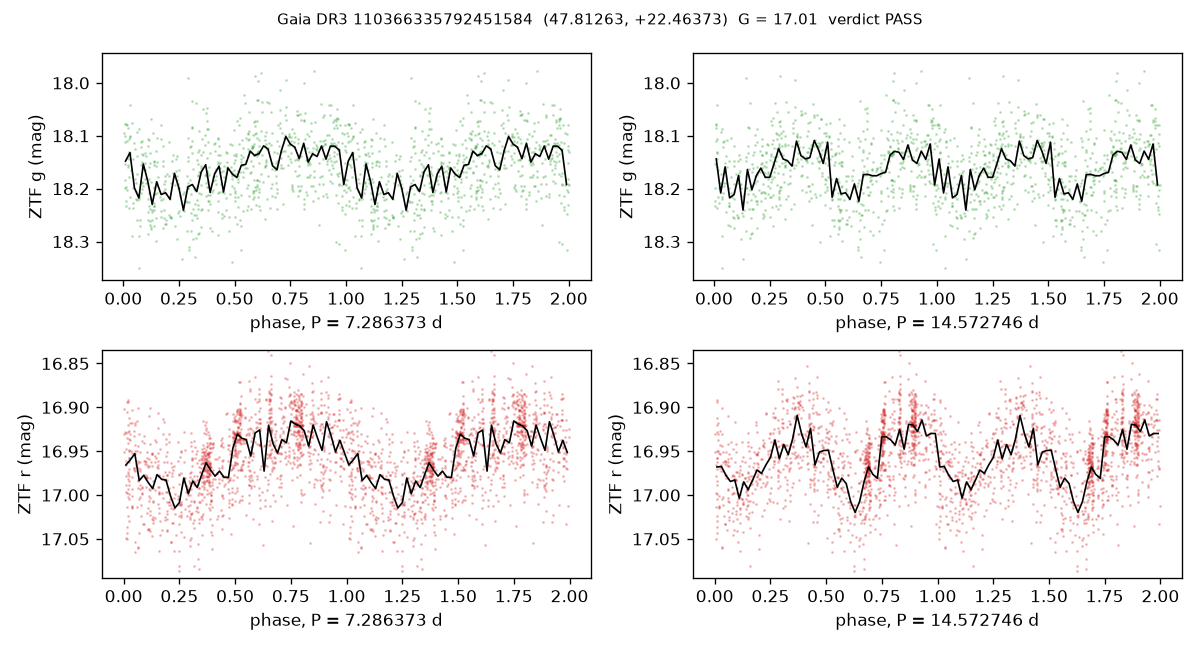 Gaia DR3 110366335792451584 (47.81263, +22.46373) G = 17.01 verdict PASS
ZTF g (mag)
18.0
18.1
18.2
18.3
0.00 0.25 0.50 0.75 1.00 1.25 1.50 1.75 2.00
phase, P = 7.286373 d
ZTF g (mag)
18.0
18.1
18.2
18.3
0.00 0.25 0.50 0.75 1.00 1.25 1.50 1.75 2.00
phase, P = 14.572746 d
ZTF r (mag)
16.85
16.90
16.95
17.00
17.05
0.00 0.25 0.50 0.75 1.00 1.25 1.50 1.75 2.00
phase, P = 7.286373 d
ZTF r (mag)
16.85
16.90
16.95
17.00
17.05
0.00 0.25 0.50 0.75 1.00 1.25 1.50 1.75 2.00
phase, P = 14.572746 d